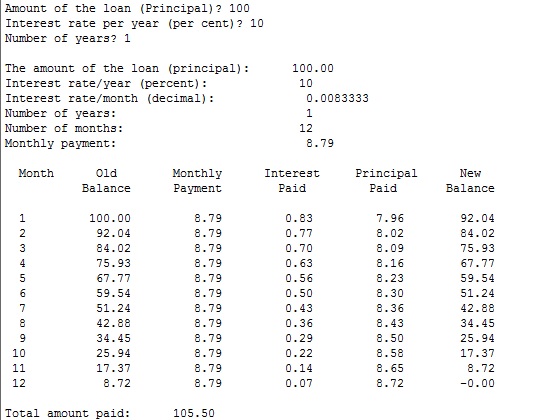 Amount of the loan (Principal)? 100
Interest rate per year (per cent)? 10
Number of years? 1
The amount of the loan (principal): 100.00
Interest rate/year (percent): 10
Interest rate/month (decimal): 0.0083333
Number of years: 1
Number of months: 12
Monthly payment: 8.79
Month Old Monthly Interest Principal New
Balance Payment Paid Paid Balance
1 100.00 8.79 0.83 7.96 92.04
2 92.04 8.79 0.77 8.02 84.02
3 84.02 8.79 0.70 8.09 75.93
4 75.93 8.79 0.63 8.16 67.77
5 67.77 8.79 0.56 8.23 59.54
6 59.54 8.79 0.50 8.30 51.24
7 51.24 8.79 0.43 8.36 42.88
8 42.88 8.79 0.36 8.43 34.45
9 34.45 8.79 0.29 8.50 25.94
10 25.94 8.79 0.22 8.58 17.37
11 17.37 8.79 0.14 8.65 8.72
12 8.72 8.79 0.07 8.72 -0.00
Total amount paid: 105.50